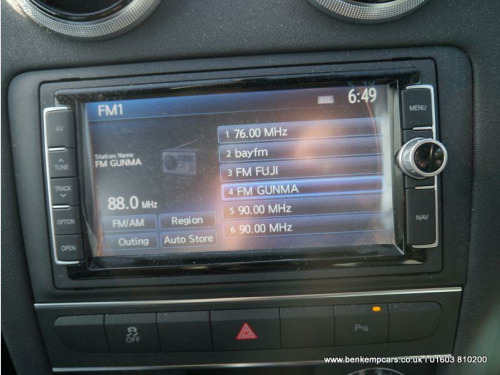 FM1
6:49
AV
MENU
TUNE
TRACK
OPTION
OPEN
NAV
Station Name
FM GUNMA
88.0 MHz
FM/AM
Region
Outing
Auto Store
1 76.00 MHz
2 bayfm
3 FM FUJI
4 FM GUNMA
5 90.00 MHz
6 90.00 MHz
OFF
P
www.benkempcars.co.uk / 01603 810200